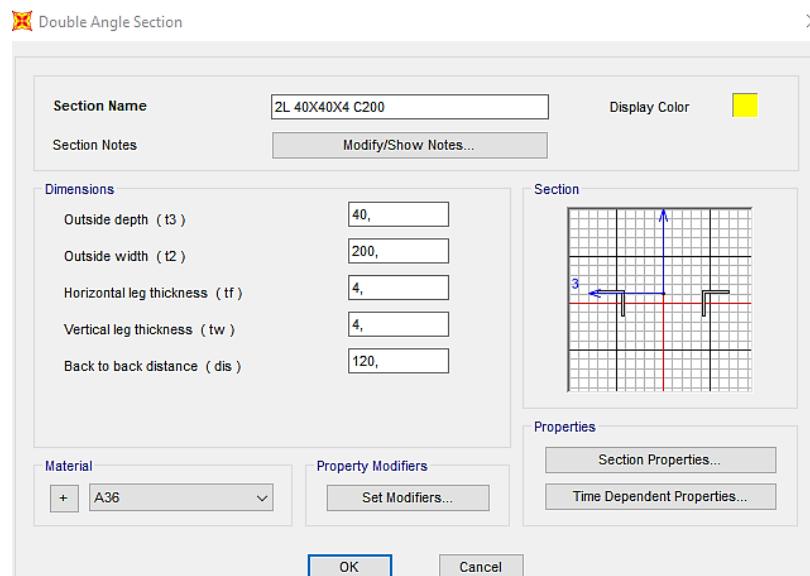 Double Angle Section
Section Name
2L 40X40X4 C200
Display Color
Section Notes
Modify/Show Notes...
Dimensions
Outside depth ( t3 )
40,
Outside width ( t2 )
200,
Horizontal leg thickness ( tf )
4,
Vertical leg thickness ( tw )
4,
Back to back distance ( dis )
120,
Section
3
Properties
Section Properties...
Time Dependent Properties...
Material
+
A36
Property Modifiers
Set Modifiers...
OK
Cancel